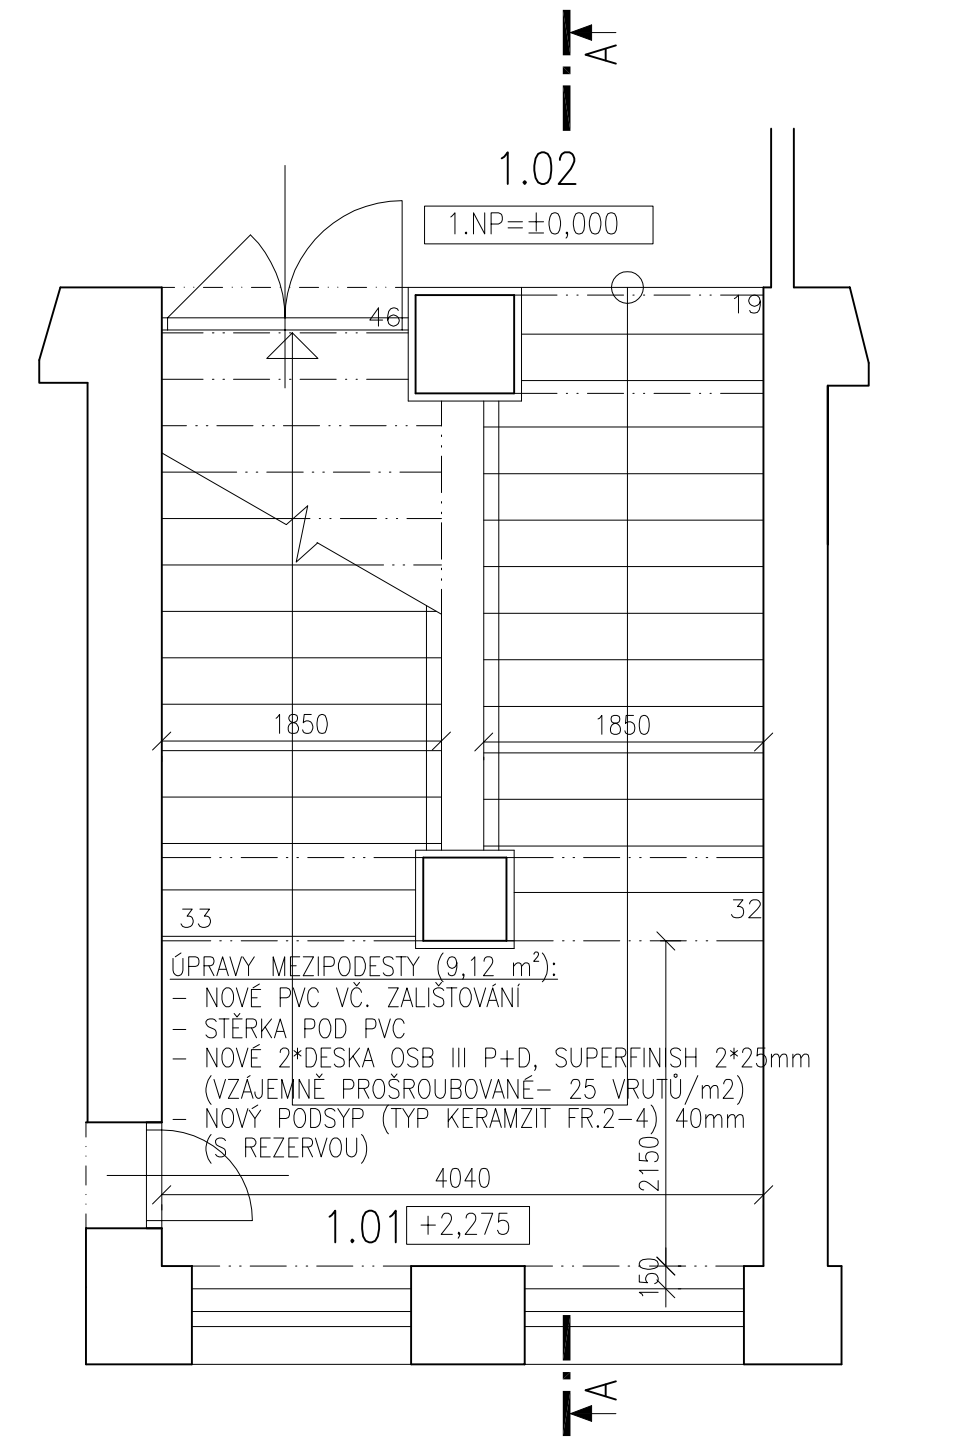 A
1.02
1.NP=±0,000
46
19
1850
1850
33
32
ÚPRAVY MEZIPODESTY (9,12 m²):
- NOVÉ PVC VČ. ZALIŠTOVÁNÍ
- STĚRKA POD PVC
- NOVÉ 2*DESKA OSB III P+D, SUPERFINISH 2*25mm
(VZÁJEMNĚ PROŠROUBOVANÉ- 25 VRUTŮ/m2)
- NOVÝ PODSYP (TYP KERAMZIT FR.2-4) 40mm
(S REZERVOU)
2150
4040
1.01 +2,275
150
A